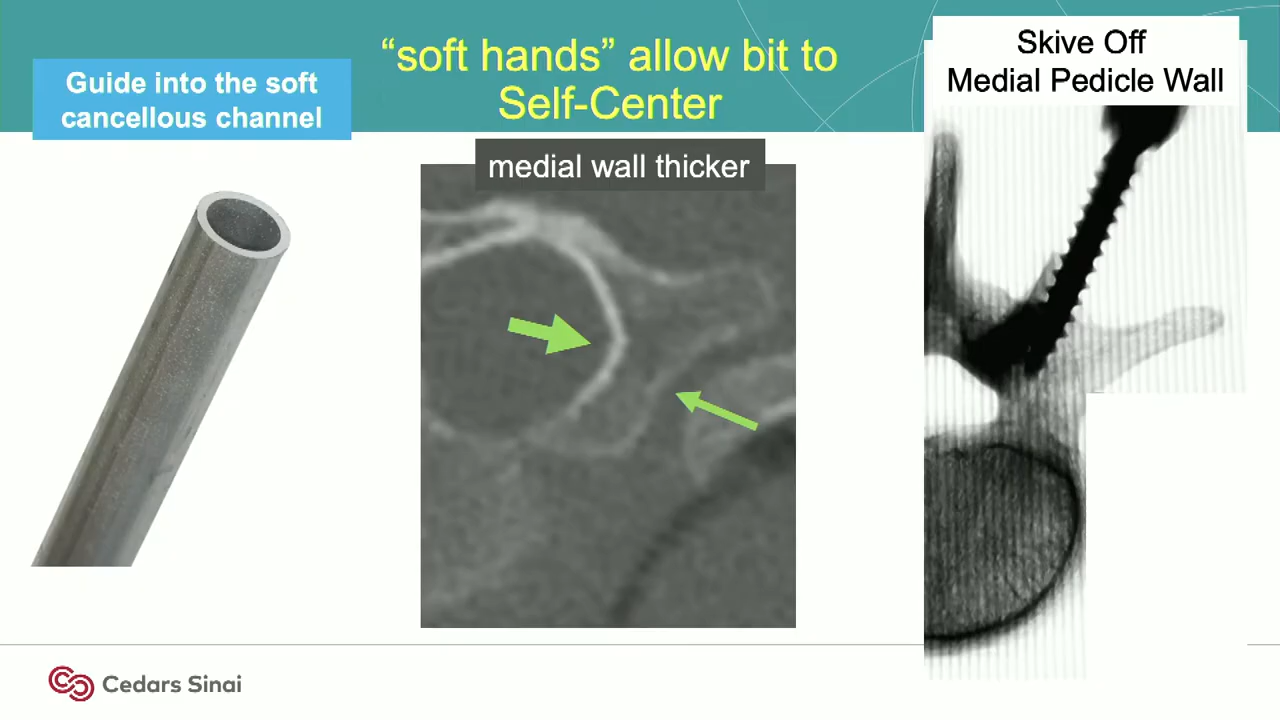 Guide into the soft
cancellous channel
“soft hands” allow bit to
Self-Center
medial wall thicker
Skive Off
Medial Pedicle Wall
Cedars Sinai